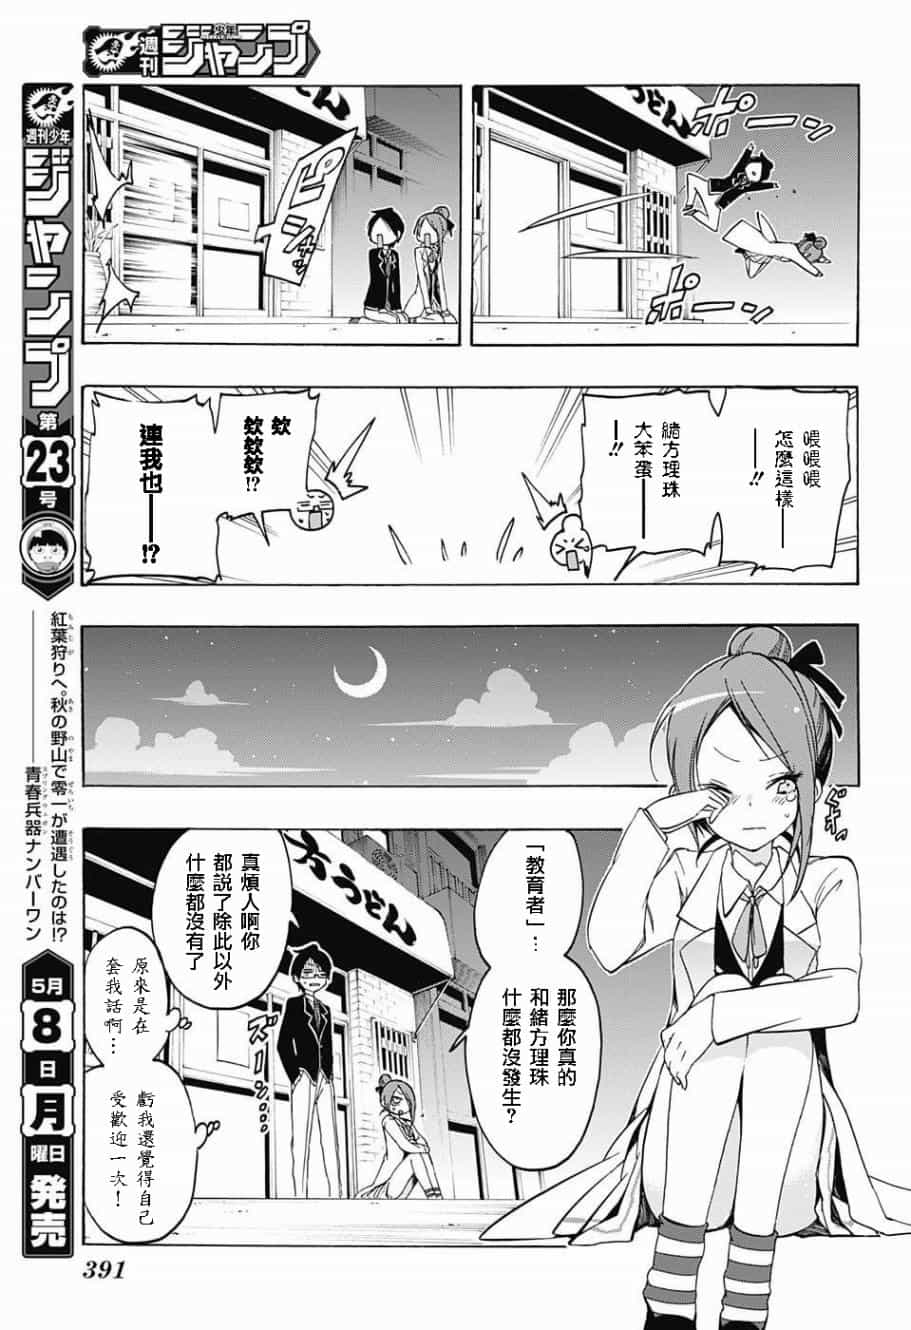 週刊
少年
ジャンプ
うどん
ポーン
ポーン
うどん
ピシャッ
喂喂喂
怎麼這樣
——!!
緒方理珠
大笨蛋——
——!!
欸
欸欸欸!?
連我也——!?
「教育者」…
那麼你真的
和緒方理珠
什麼都沒發生?
方うどん
真煩人啊你
都說了除此以外
什麼都沒有了
ズーン…
原來是在
套我話啊…
虧我還覺得自己
受歡迎一次!
週刊少年
ジャンプ
第
23
号
紅葉狩りへ。秋の野山で零一が遭遇したのは!?
——青春兵器ナンバーワン
5月
8
日
月
曜日
発売
391